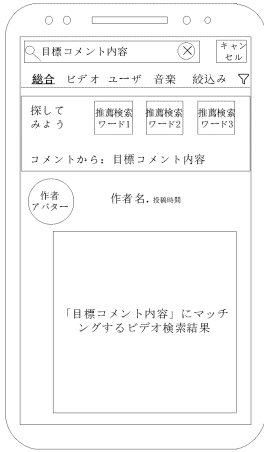 目標コメント内容
キャン
セル
総合 ビデオ ユーザ 音楽 絞込み
探して
みよう
推薦検索
ワード1
推薦検索
ワード2
推薦検索
ワード3
コメントから: 目標コメント内容
作者
アバター
作者名. 投稿時間
「目標コメント内容」にマッチ
ングするビデオ検索結果